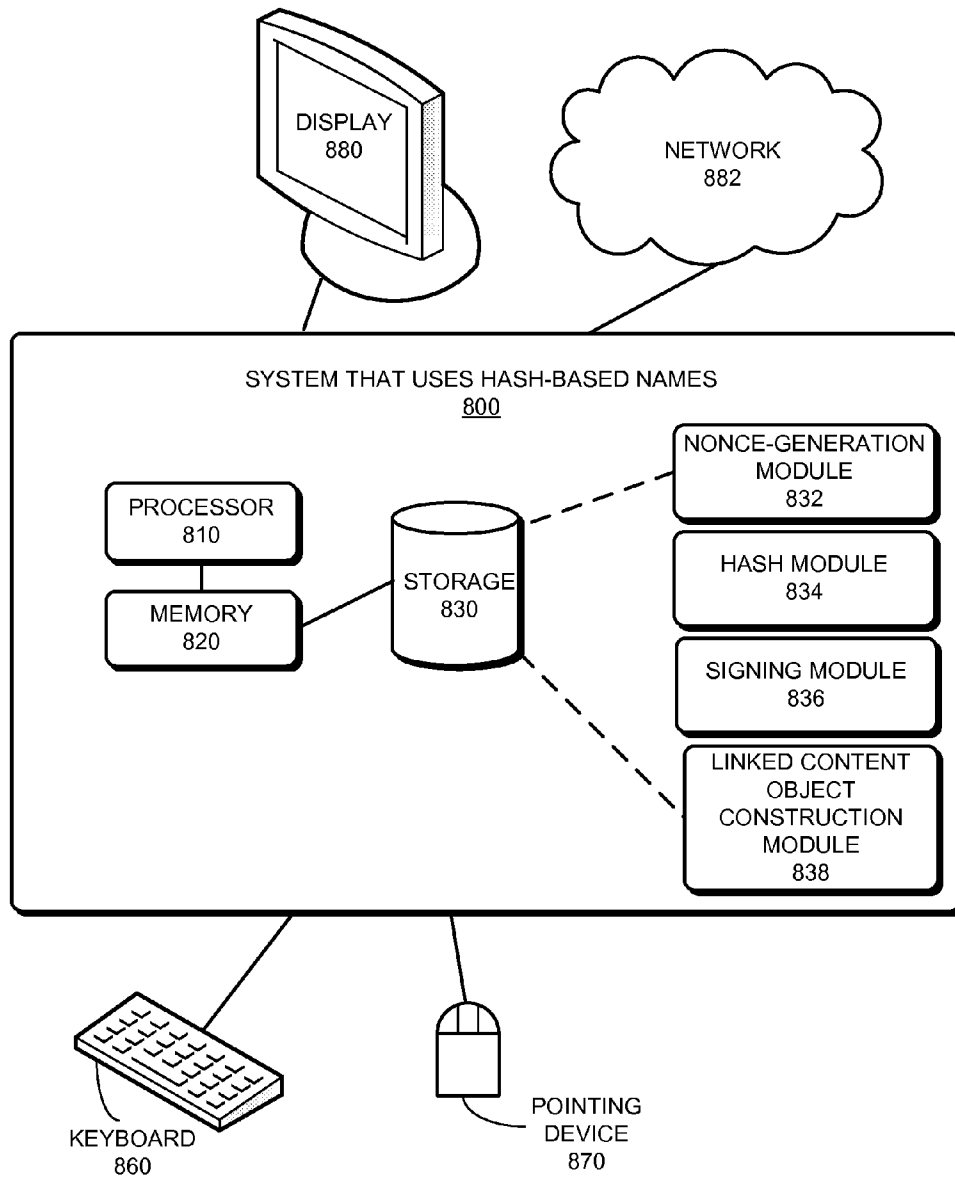 DISPLAY
880
NETWORK
882
SYSTEM THAT USES HASH-BASED NAMES
800
PROCESSOR
810
MEMORY
820
STORAGE
830
NONCE-GENERATION
MODULE
832
HASH MODULE
834
SIGNING MODULE
836
LINKED CONTENT
OBJECT
CONSTRUCTION
MODULE
838
KEYBOARD
860
POINTING
DEVICE
870